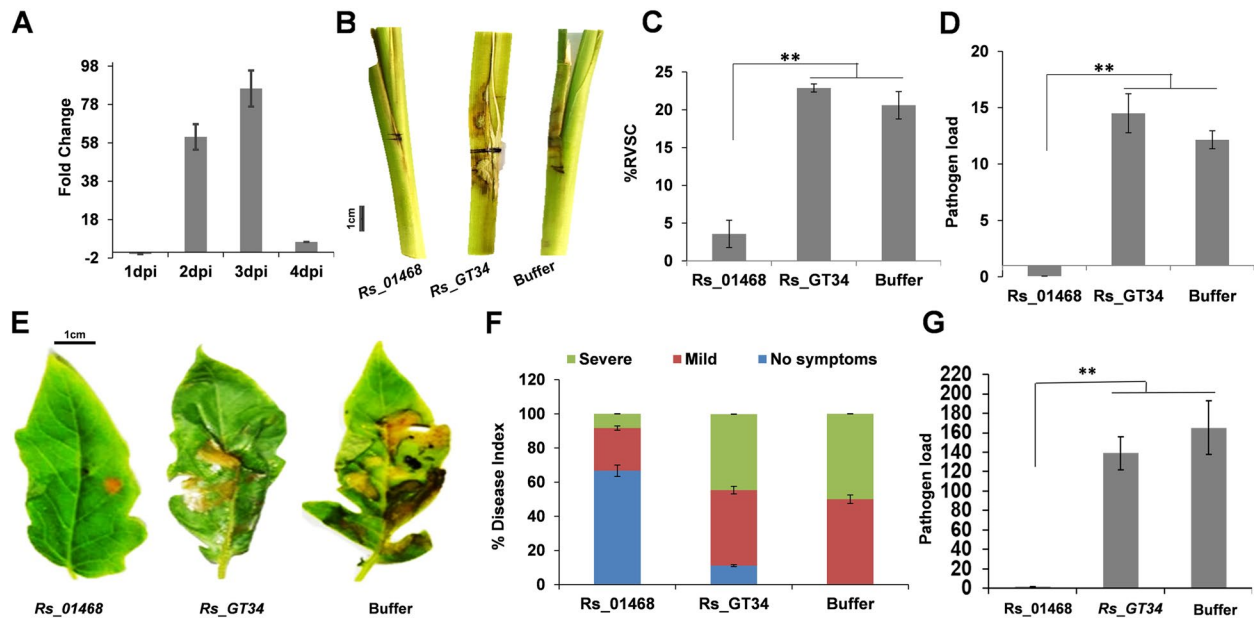 A
Fold Change
98
78
58
38
18
-2
1dpi 2dpi 3dpi 4dpi
B
1cm
Rs_01468 Rs_GT34 Buffer
C
**
%RVSC
25
20
15
10
5
0
Rs_01468 Rs_GT34 Buffer
D
**
Pathogen load
20
15
10
5
0
Rs_01468 Rs_GT34 Buffer
E
1cm
Rs_01468 Rs_GT34 Buffer
F
Severe Mild No symptoms
% Disease Index
120
100
80
60
40
20
0
Rs_01468 Rs_GT34 Buffer
G
**
Pathogen load
220
200
180
160
140
120
100
80
60
40
20
0
Rs_01468 Rs_GT34 Buffer